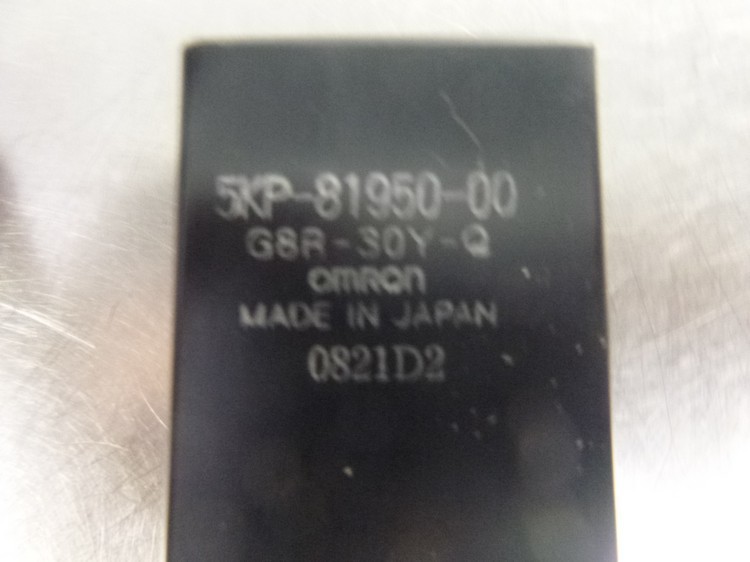 5KP-81950-00
G8R-30Y-Q
omron
MADE IN JAPAN
0821D2